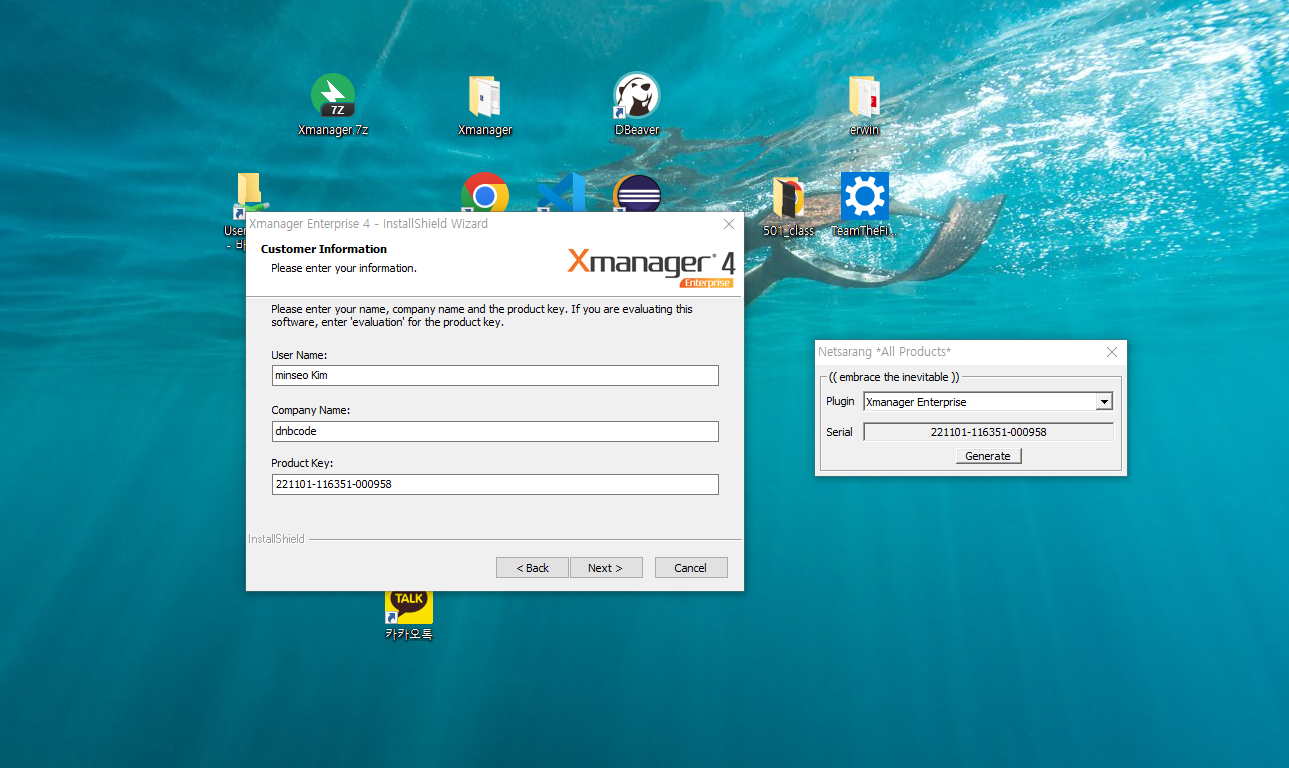 7Z
Xmanager.7z
Xmanager
DBeaver
erwin
User
- 바
501_class
TeamTheFi...
Xmanager Enterprise 4 - InstallShield Wizard
Customer Information
Please enter your information.
Xmanager® 4
Enterprise
Please enter your name, company name and the product key. If you are evaluating this
software, enter 'evaluation' for the product key.
User Name:
minseo Kim
Company Name:
dnbcode
Product Key:
221101-116351-000958
InstallShield
< Back
Next >
Cancel
Netsarang *All Products*
(( embrace the inevitable ))
Plugin
Xmanager Enterprise
Serial
221101-116351-000958
Generate
TALK
카카오톡